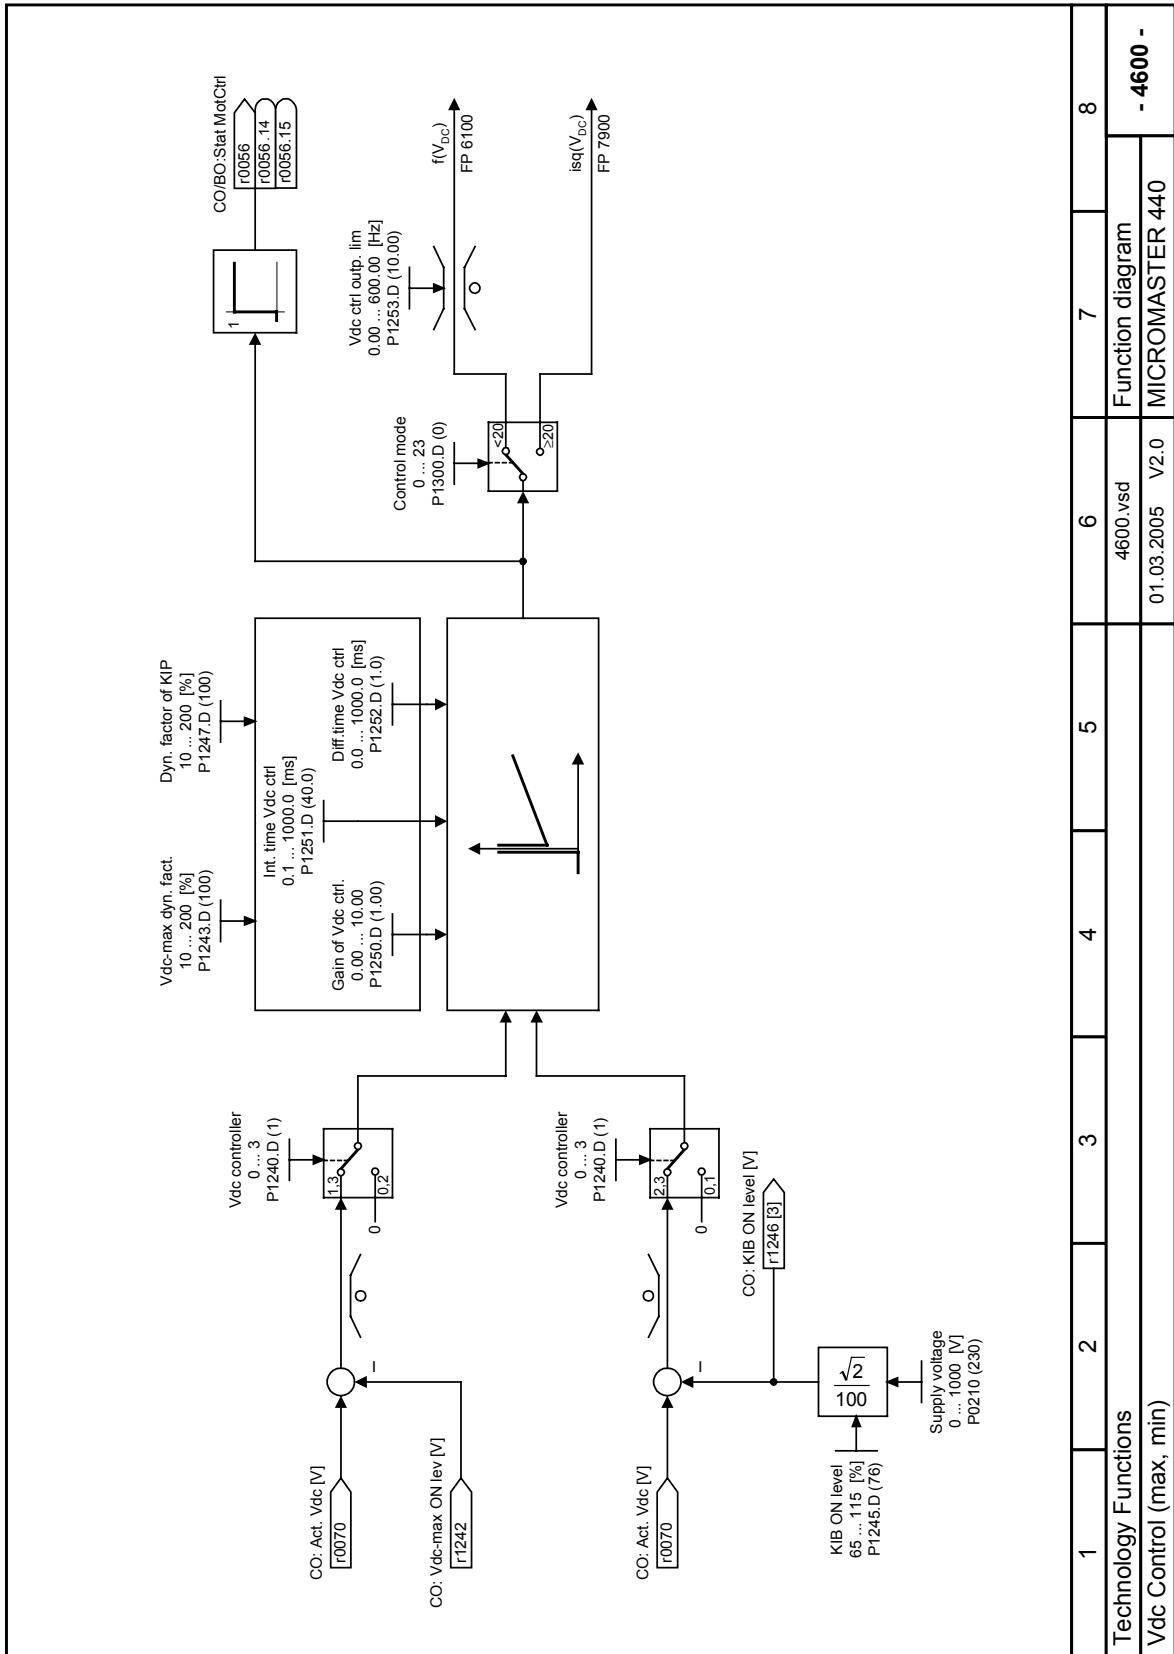 CO/BO:Stat MotCtrl
r0056
r0056.14
r0056.15
1
Dyn. factor of KIP
10 ... 200 [%]
P1247.D (100)
Vdc-max dyn. fact.
10 ... 200 [%]
P1243.D (100)
Int. time Vdc ctrl
0.1 ... 1000.0 [ms]
P1251.D (40.0)
Gain of Vdc ctrl.
0.00 ... 10.00
P1250.D (1.00)
Diff.time Vdc ctrl
0.0 ... 1000.0 [ms]
P1252.D (1.0)
Control mode
0 ... 23
P1300.D (0)
<20
≥20
Vdc ctrl outp. lim
0.00 ... 600.00 [Hz]
P1253.D (10.00)
0
f(VDC)
FP 6100
isq(VDC)
FP 7900
CO: Act. Vdc [V]
r0070
CO: Vdc-max ON lev [V]
r1242
–
0
Vdc controller
0 ... 3
P1240.D (1)
1,3
0
0,2
CO: Act. Vdc [V]
r0070
–
0
Vdc controller
0 ... 3
P1240.D (1)
2,3
0
0,1
CO: KIB ON level [V]
r1246 [3]
√2
100
KIB ON level
65 ... 115 [%]
P1245.D (76)
Supply voltage
0 ... 1000 [V]
P0210 (230)
1 2 3 4 5 6 7 8
Technology Functions 4600.vsd Function diagram - 4600 -
Vdc Control (max, min) 01.03.2005 V2.0 MICROMASTER 440